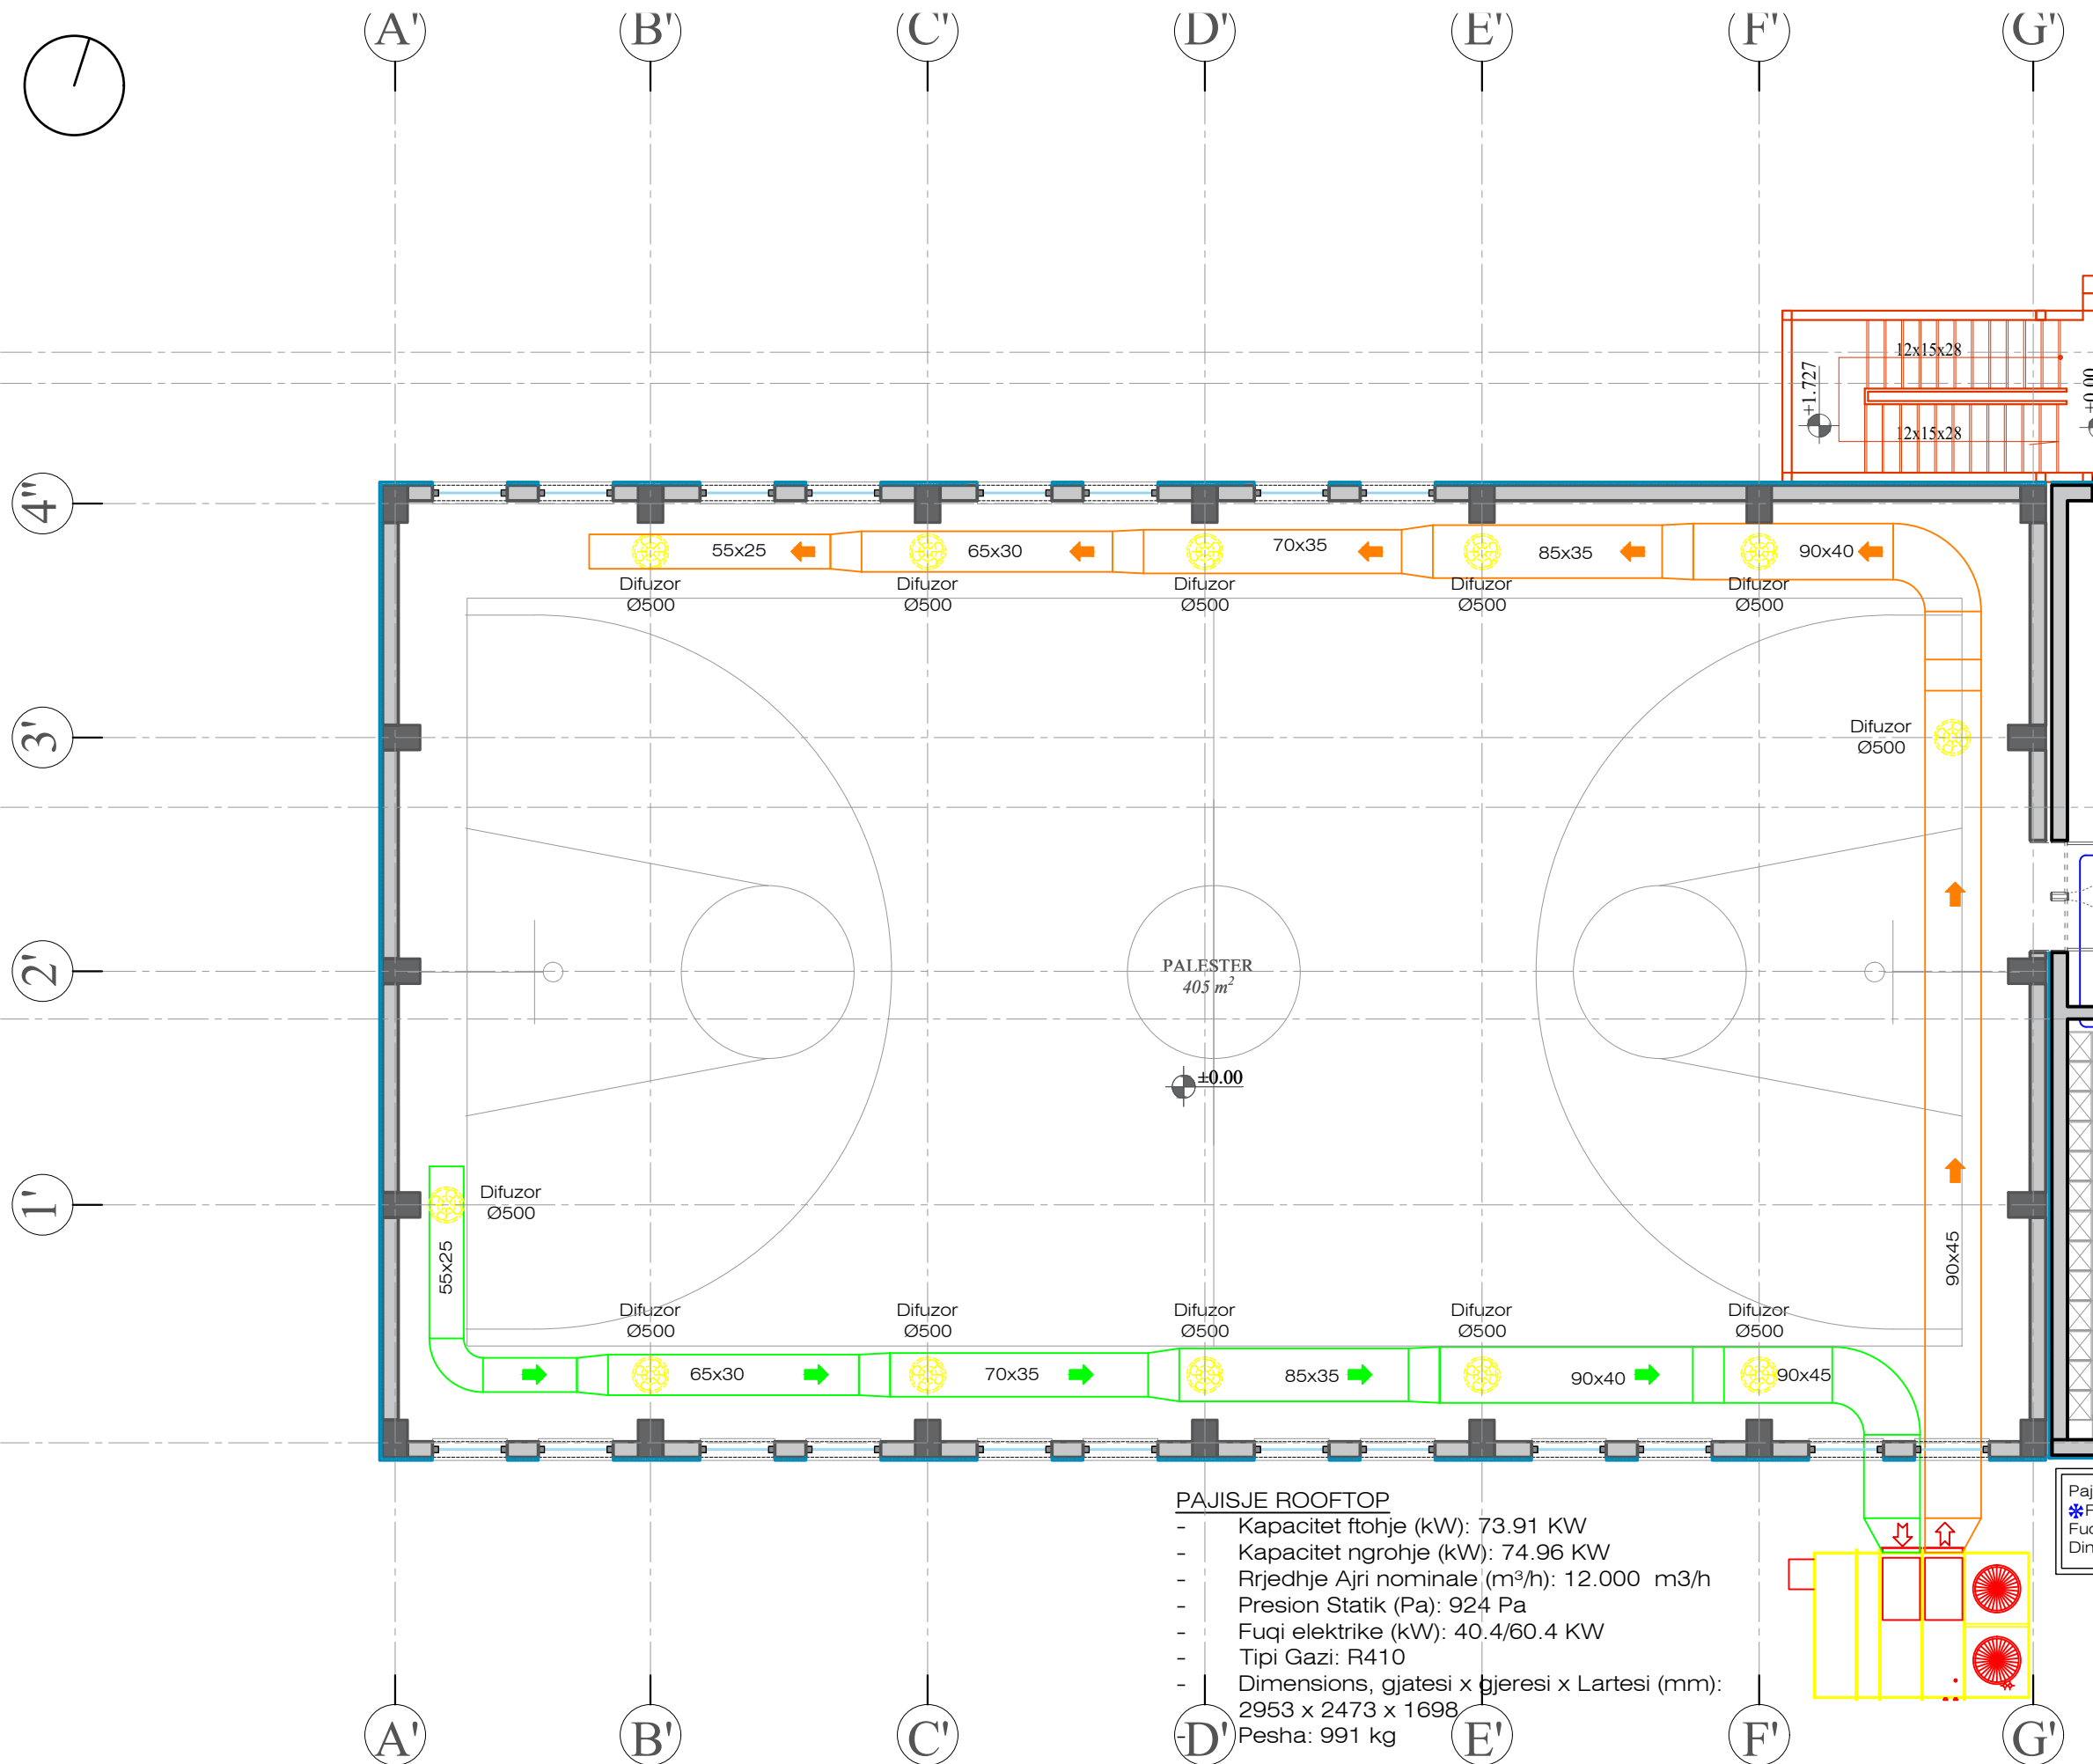 A' B' C' D' E' F' G'
12x15x28
+1.727
+0.00
12x15x28
4''
55x25 65x30 70x35 85x35 90x40
Difuzor Difuzor Difuzor Difuzor Difuzor
Ø500 Ø500 Ø500 Ø500 Ø500
3'
Difuzor
Ø500
2'
PALESTER
405 m²
±0.00
1'
Difuzor
Ø500
55x25
90x45
Difuzor Difuzor Difuzor Difuzor Difuzor
Ø500 Ø500 Ø500 Ø500 Ø500
65x30 70x35 85x35 90x40 90x45
PAJISJE ROOFTOP
- Kapacitet ftohje (kW): 73.91 KW
- Kapacitet ngrohje (kW): 74.96 KW
- Rrjedhje Ajri nominale (m³/h): 12.000 m3/h
- Presion Statik (Pa): 924 Pa
- Fuqi elektrike (kW): 40.4/60.4 KW
- Tipi Gazi: R410
- Dimensions, gjatesi x gjeresi x Lartesi (mm):
2953 x 2473 x 1698
- Pesha: 991 kg
A' B' C' D' E' F' G'